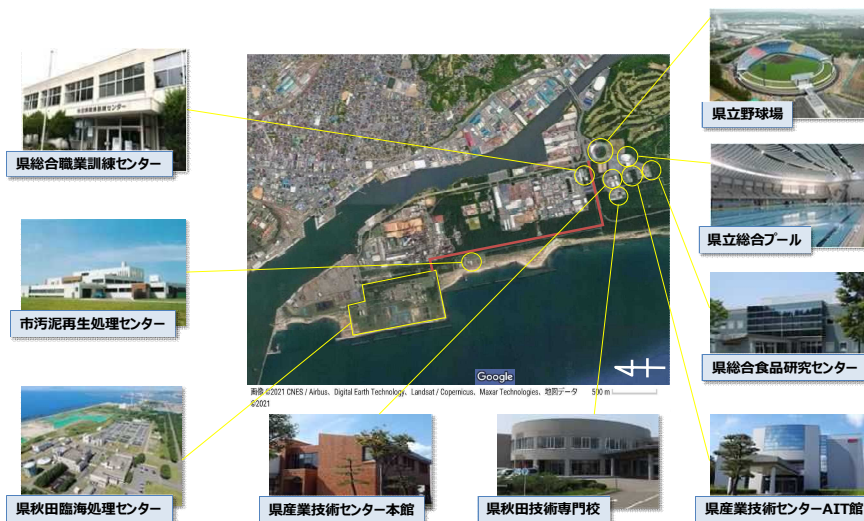 県総合職業訓練センター
県立野球場
県立総合プール
市汚泥再生処理センター
県総合食品研究センター
Google
画像 ©2021 CNES / Airbus、Digital Earth Technology、Landsat / Copernicus、Maxar Technologies、地図データ 500 m
©2021
県秋田臨海処理センター
県産業技術センター本館
県秋田技術専門校
県産業技術センターAIT館